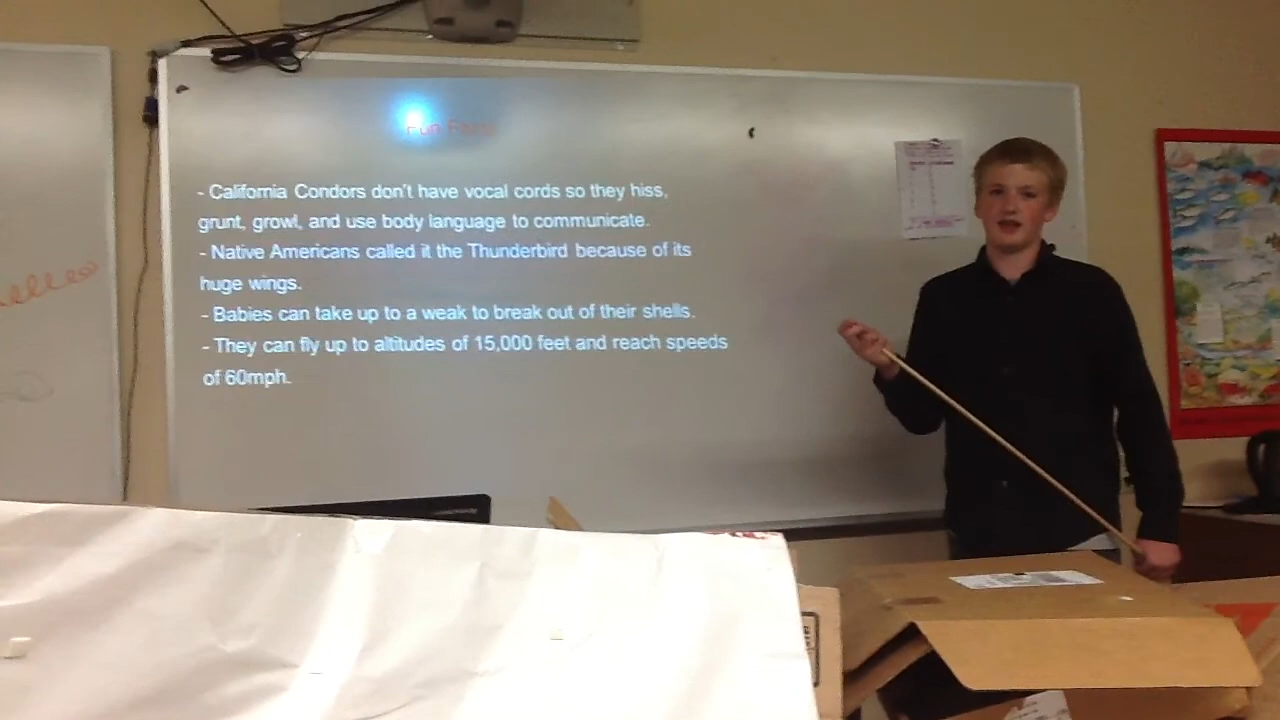 Fun Facts
- California Condors don't have vocal cords so they hiss,
grunt, growl, and use body language to communicate.
- Native Americans called it the Thunderbird because of its
huge wings.
- Babies can take up to a weak to break out of their shells.
- They can fly up to altitudes of 15,000 feet and reach speeds
of 60mph.